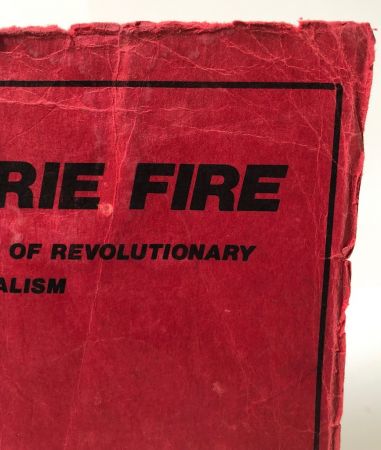 RIE FIRE
OF REVOLUTIONARY
ALISM